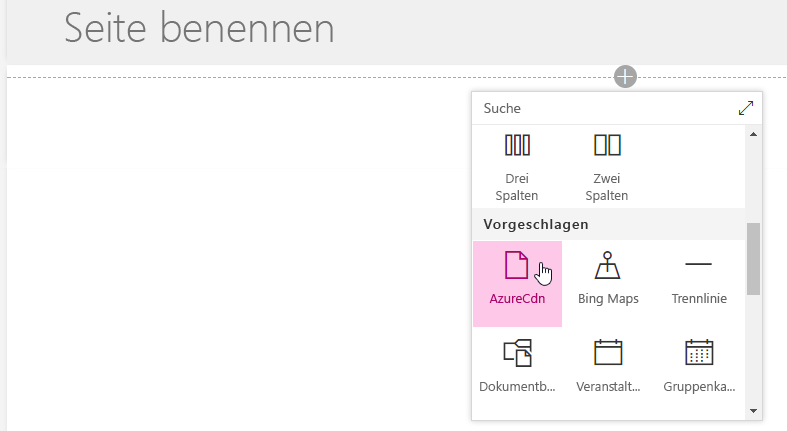 Seite benennen
Suche
Drei
Spalten
Zwei
Spalten
Vorgeschlagen
AzureCdn
Bing Maps
Trennlinie
Dokumentb...
Veranstalt...
Gruppenka...